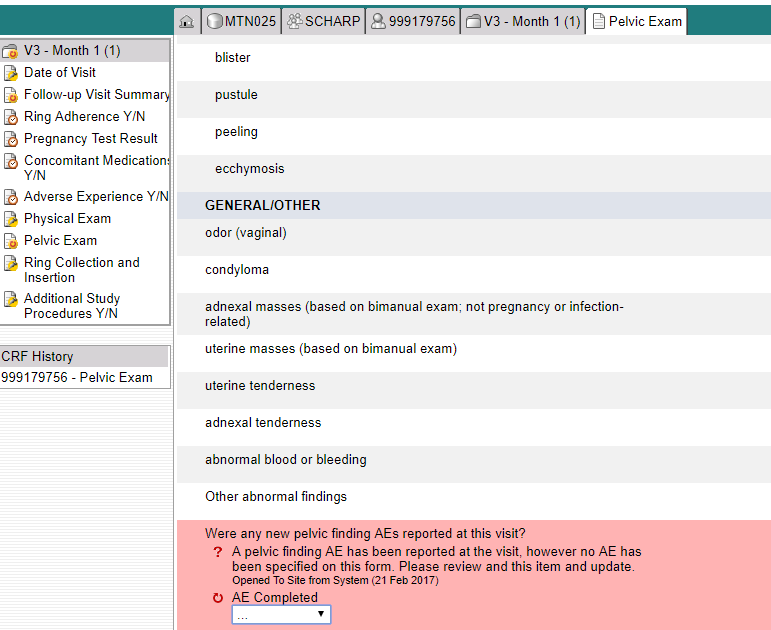 MTN025
SCHARP
999179756
V3 - Month 1 (1)
Pelvic Exam
V3 - Month 1 (1)
Date of Visit
Follow-up Visit Summary
Ring Adherence Y/N
Pregnancy Test Result
Concomitant Medications
Y/N
Adverse Experience Y/N
Physical Exam
Pelvic Exam
Ring Collection and
Insertion
Additional Study
Procedures Y/N
CRF History
999179756 - Pelvic Exam
blister
pustule
peeling
ecchymosis
GENERAL/OTHER
odor (vaginal)
condyloma
adnexal masses (based on bimanual exam; not pregnancy or infection-
related)
uterine masses (based on bimanual exam)
uterine tenderness
adnexal tenderness
abnormal blood or bleeding
Other abnormal findings
Were any new pelvic finding AEs reported at this visit?
? A pelvic finding AE has been reported at the visit, however no AE has
been specified on this form. Please review and this item and update.
Opened To Site from System (21 Feb 2017)
AE Completed
...